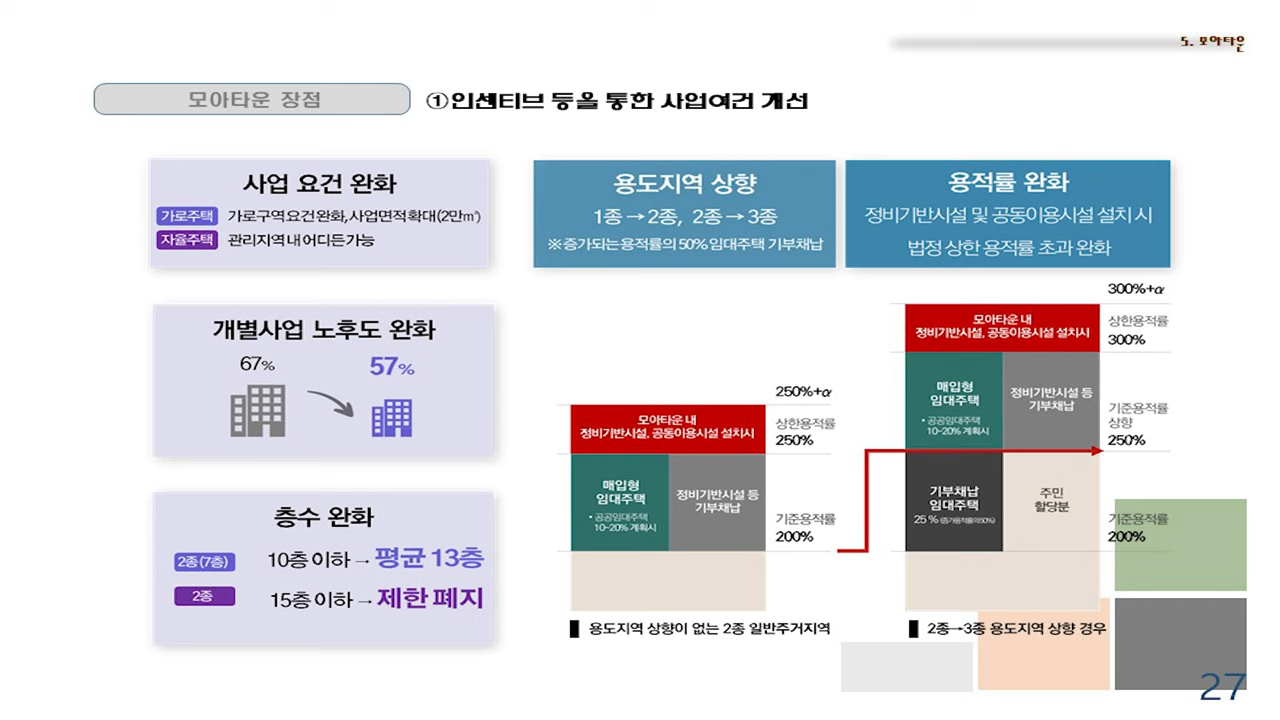 5. 모아타운
모아타운 장점
①인센티브 등을 통한 사업여건 개선
사업 요건 완화
가로주택 가로구역 요건 완화, 사업면적 확대(2만㎡)
자율주택 관리지역 내 어디든 가능
개별사업 노후도 완화
67% 57%
층수 완화
2종(7층) 10층 이하 → 평균 13층
2종 15층 이하 → 제한 폐지
용도지역 상향
1종 → 2종, 2종 → 3종
※ 증가되는 용적률의 50% 임대주택 기부채납
용적률 완화
정비기반시설 및 공동이용시설 설치 시
법정 상한 용적률 초과 완화
250%+α
모아타운 내
정비기반시설, 공동이용시설 설치시
상한용적률
250%
매입형
임대주택
• 공공임대주택
10~20% 계획시
정비기반시설 등
기부채납
기준용적률
200%
용도지역 상향이 없는 2종 일반주거지역
300%+α
모아타운 내
정비기반시설, 공동이용시설 설치시
상한용적률
300%
매입형
임대주택
• 공공임대주택
10~20% 계획시
정비기반시설 등
기부채납
기준용적률
상향
250%
기부채납
임대주택
25 % (증가용적률의 50%)
주민
할당분
기준용적률
200%
2종→3종 용도지역 상향 경우
27